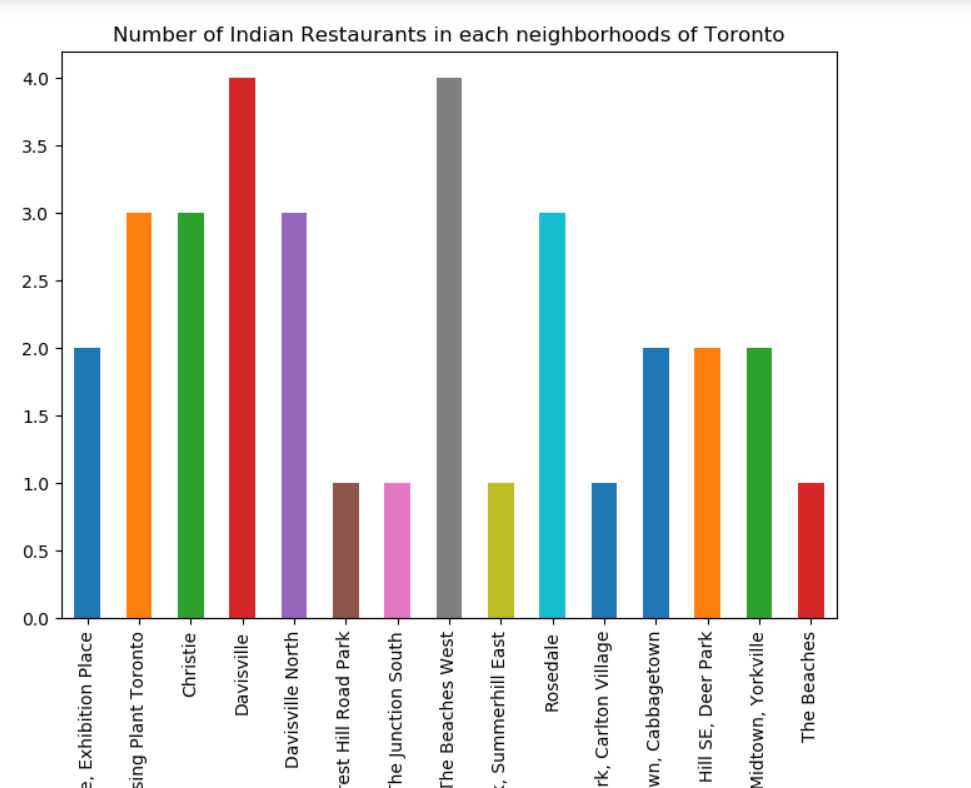 Number of Indian Restaurants in each neighborhoods of Toronto
4.0
3.5
3.0
2.5
2.0
1.5
1.0
0.5
0.0
Exhibition Place
Plant Toronto
Christie
Davisville
Davisville North
Hill Road Park
The Junction South
The Beaches West
Summerhill East
Rosedale
Carlton Village
Cabbagetown
Hill SE, Deer Park
Midtown, Yorkville
The Beaches